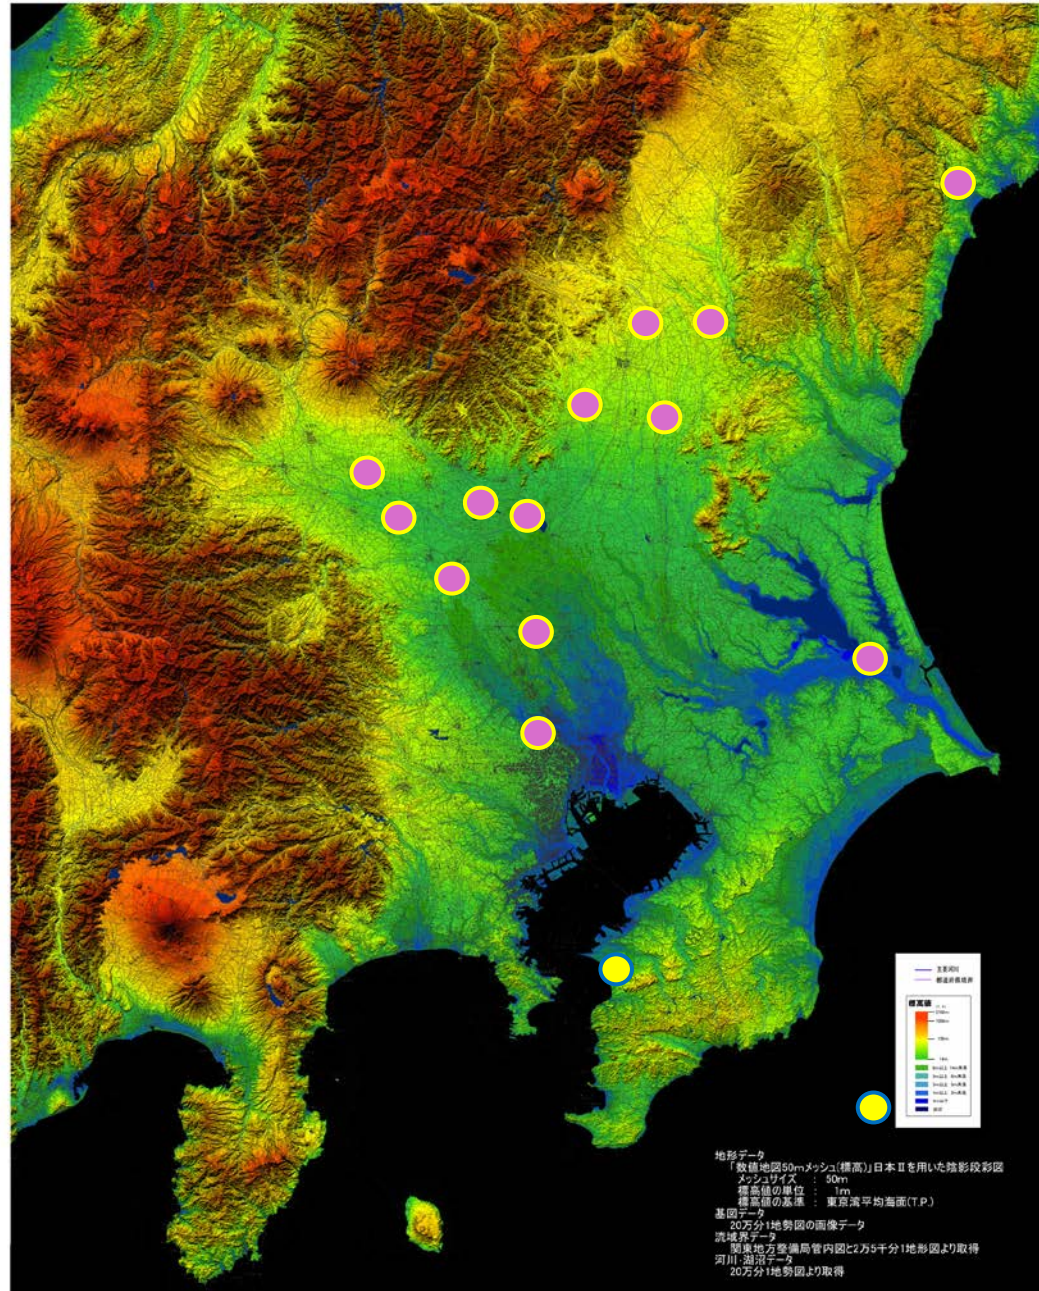 主要河川
都道府県境界
標高値
地形データ
「数値地図50mメッシュ(標高)」日本Ⅱを用いた陰影段彩図
メッシュサイズ : 50m
標高値の単位 : 1m
標高値の基準 : 東京湾平均海面(T.P.)
基図データ
20万分1地勢図の画像データ
流域界データ
関東地方整備局管内図と2万5千分1地形図より取得
河川・湖沼データ
20万分1地勢図より取得